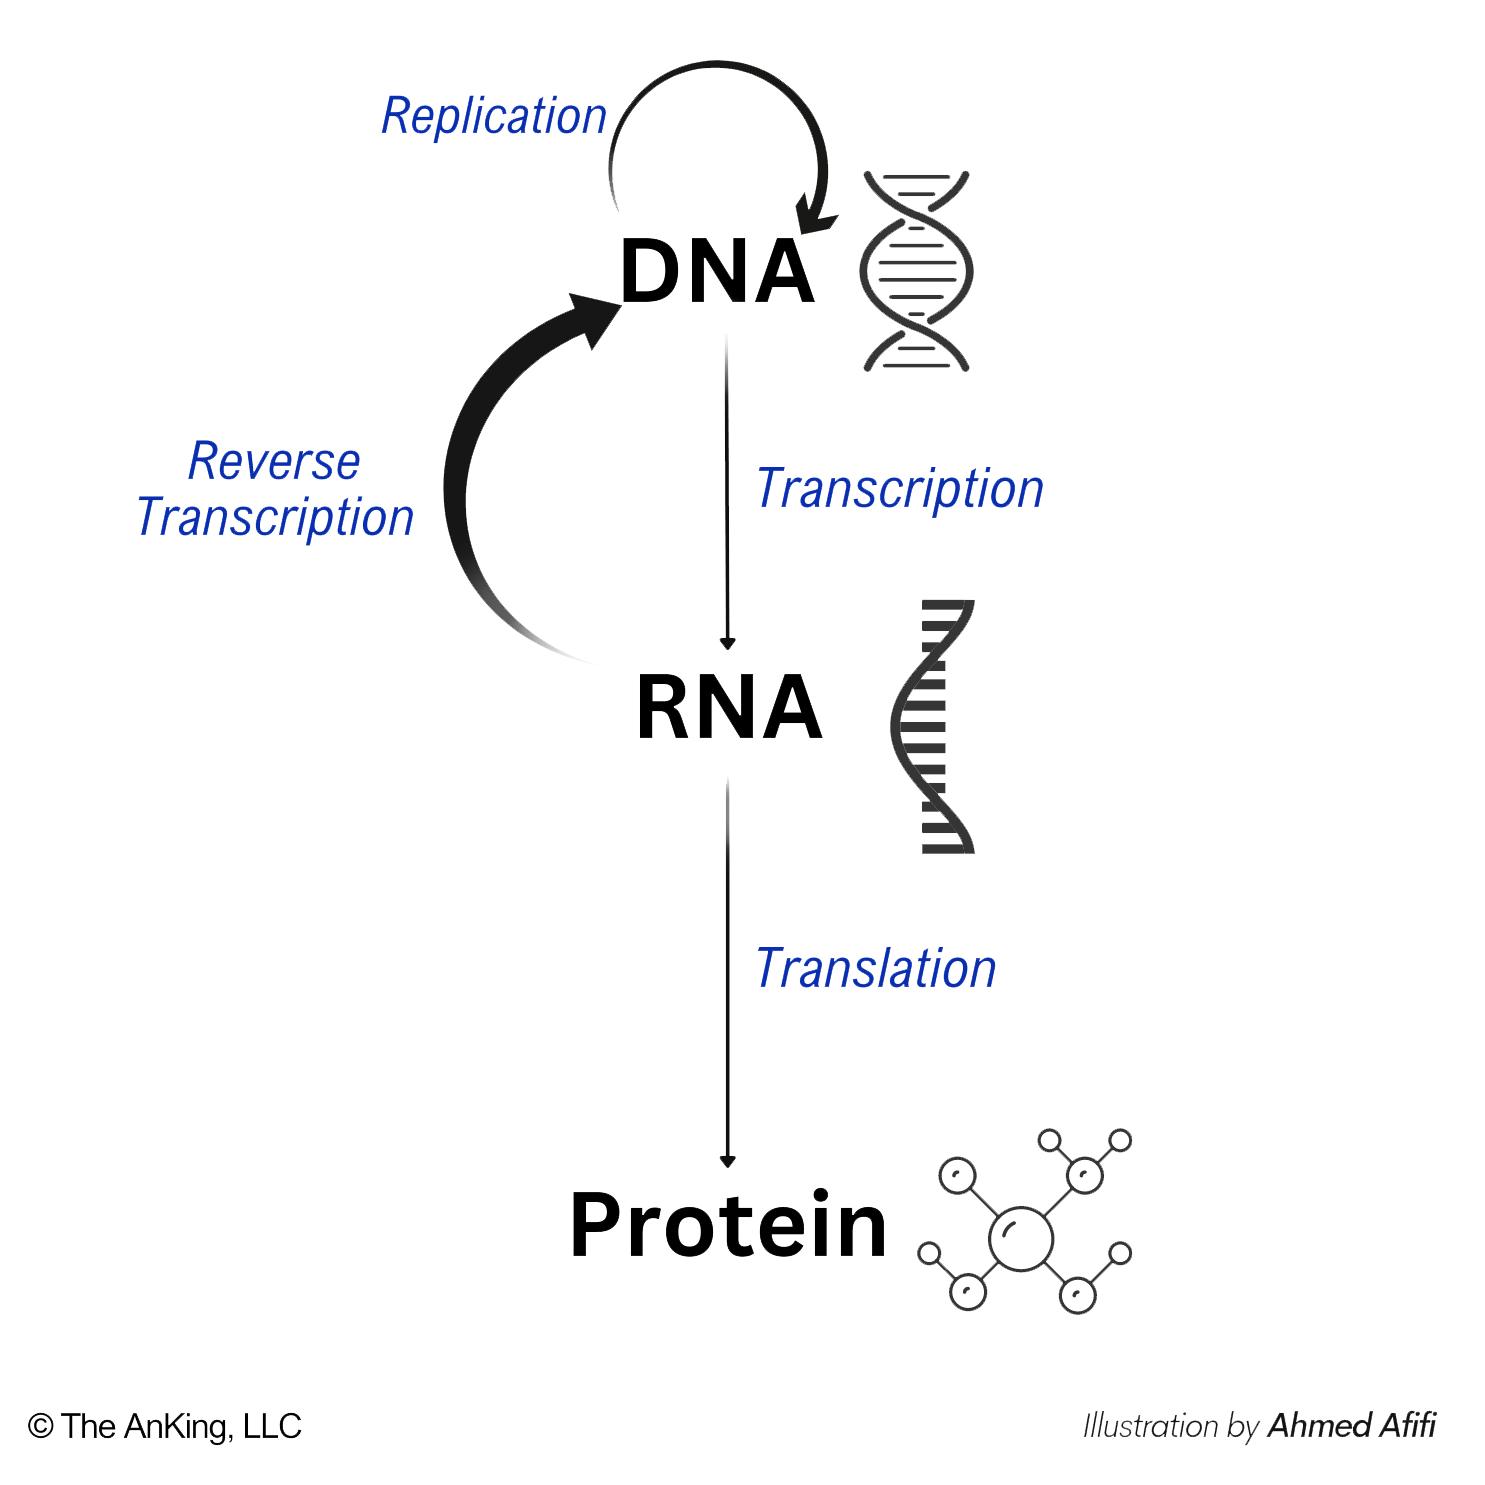 Replication
DNA
Reverse
Transcription
Transcription
RNA
Translation
Protein
© The AnKing, LLC
Illustration by Ahmed Afifi